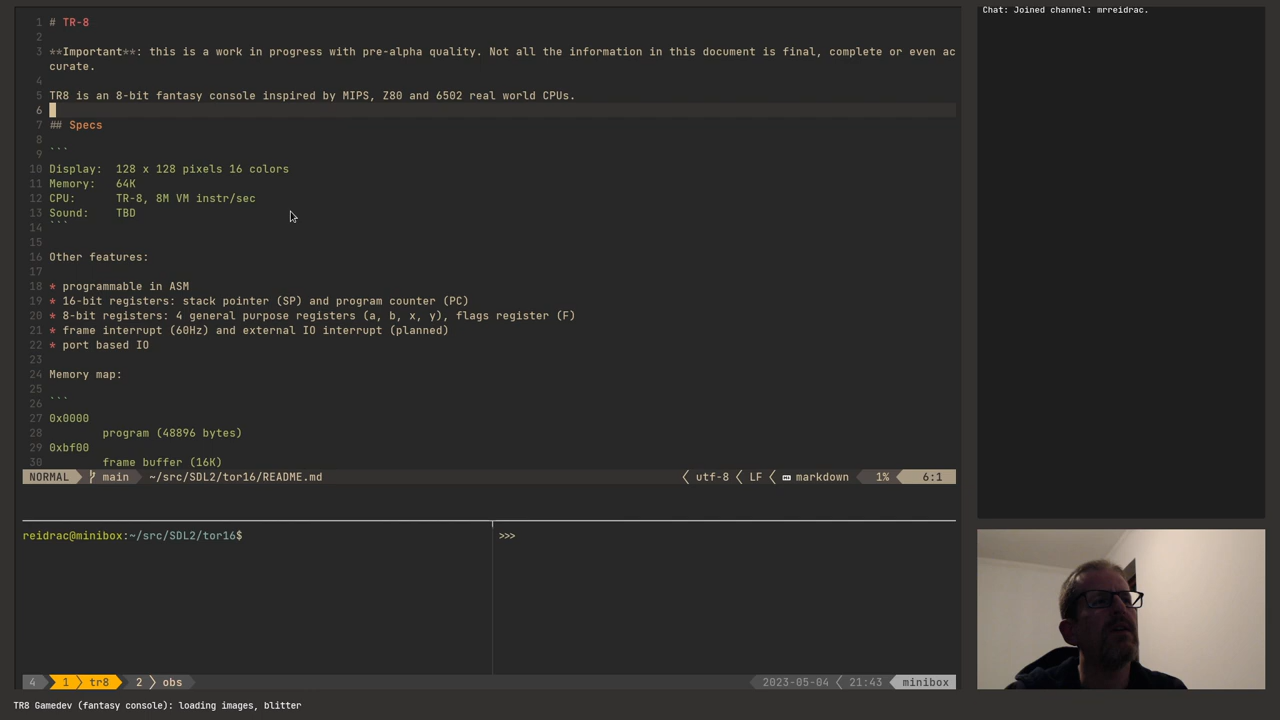 1 # TR-8
2
3 **Important**: this is a work in progress with pre-alpha quality. Not all the information in this document is final, complete or even ac
curate.
4
5 TR8 is an 8-bit fantasy console inspired by MIPS, Z80 and 6502 real world CPUs.
6
7 ## Specs
8
9 ```
10 Display:  128 x 128 pixels 16 colors
11 Memory:   64K
12 CPU:      TR-8, 8M VM instr/sec
13 Sound:    TBD
14 ```
15
16 Other features:
17
18 * programmable in ASM
19 * 16-bit registers: stack pointer (SP) and program counter (PC)
20 * 8-bit registers: 4 general purpose registers (a, b, x, y), flags register (F)
21 * frame interrupt (60Hz) and external IO interrupt (planned)
22 * port based IO
23
24 Memory map:
25
26 ```
27 0x0000
28         program (48896 bytes)
29 0xbf00
30         frame buffer (16K)
NORMAL main ~/src/SDL2/tor16/README.md utf-8 LF markdown 1% 6:1
reidrac@minibox:~/src/SDL2/tor16$
>>>
4 1 tr8 2 obs 2023-05-04 21:43 minibox
Chat: Joined channel: mrreidrac.
TR8 Gamedev (fantasy console): loading images, blitter